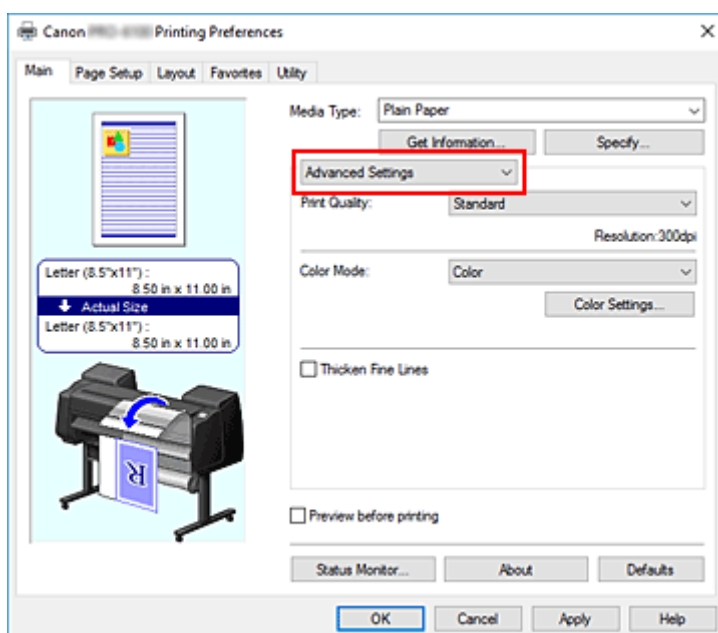 Canon Printing Preferences
Main Page Setup Layout Favorites Utility
Media Type: Plain Paper
Get Information... Specify...
Advanced Settings
Print Quality: Standard
Resolution:300dpi
Letter (8.5"x11") :
8.50 in x 11.00 in
Actual Size
Letter (8.5"x11") :
8.50 in x 11.00 in
Color Mode: Color
Color Settings...
Thicken Fine Lines
R
Preview before printing
Status Monitor... About Defaults
OK Cancel Apply Help